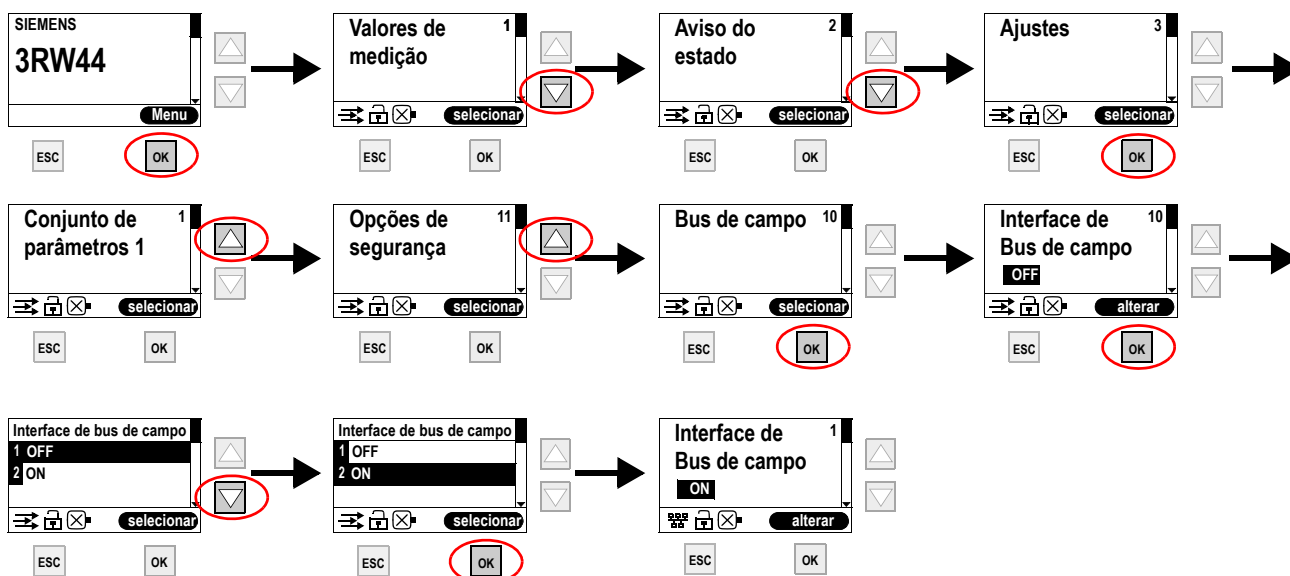 SIEMENS
3RW44
Menu
ESC
OK
Valores de 1
medição
selecionar
ESC
OK
Aviso do 2
estado
selecionar
ESC
OK
Ajustes 3
selecionar
ESC
OK
Conjunto de 1
parâmetros 1
selecionar
ESC
OK
Opções de 11
segurança
selecionar
ESC
OK
Bus de campo 10
selecionar
ESC
OK
Interface de 10
Bus de campo
OFF
alterar
ESC
OK
Interface de bus de campo
1 OFF
2 ON
selecionar
ESC
OK
Interface de bus de campo
1 OFF
2 ON
selecionar
ESC
OK
Interface de 1
Bus de campo
ON
alterar
ESC
OK